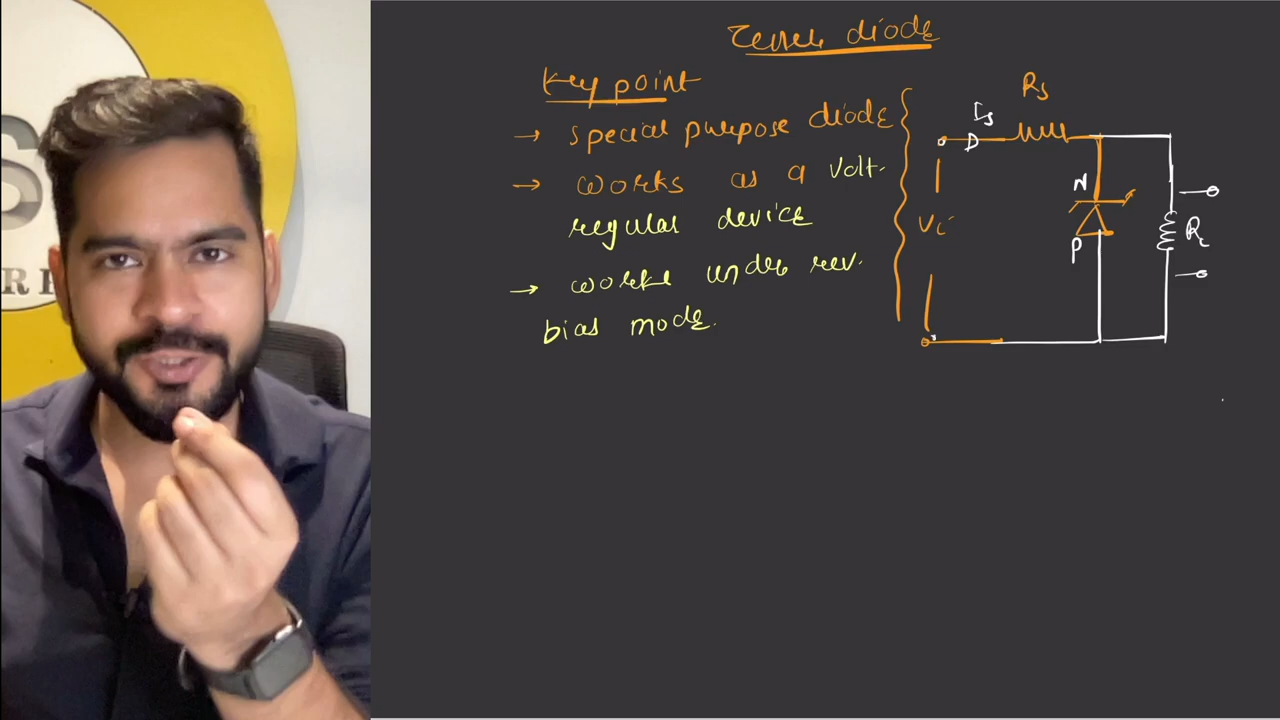 Zener diode
Key point
→ special purpose diode
→ works as a volt.
regular device
→ works under rev.
bias mode.
Is
Rs
Vi
N
P
RL
S
RE